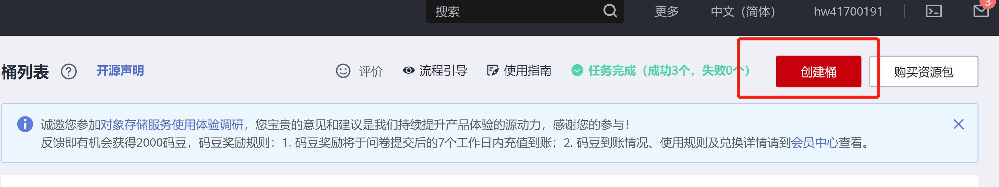 搜索 更多 中文（简体） hw41700191 3
桶列表 开源声明 评价 流程引导 使用指南 任务完成（成功3个，失败0个） 创建桶 购买资源包
诚邀您参加对象存储服务使用体验调研，您宝贵的意见和建议是我们持续提升产品体验的源动力，感谢您的参与！
反馈即有机会获得2000码豆，码豆奖励规则：1. 码豆奖励将于问卷提交后的7个工作日内充值到账；2. 码豆到账情况、使用规则及兑换详情请到会员中心查看。